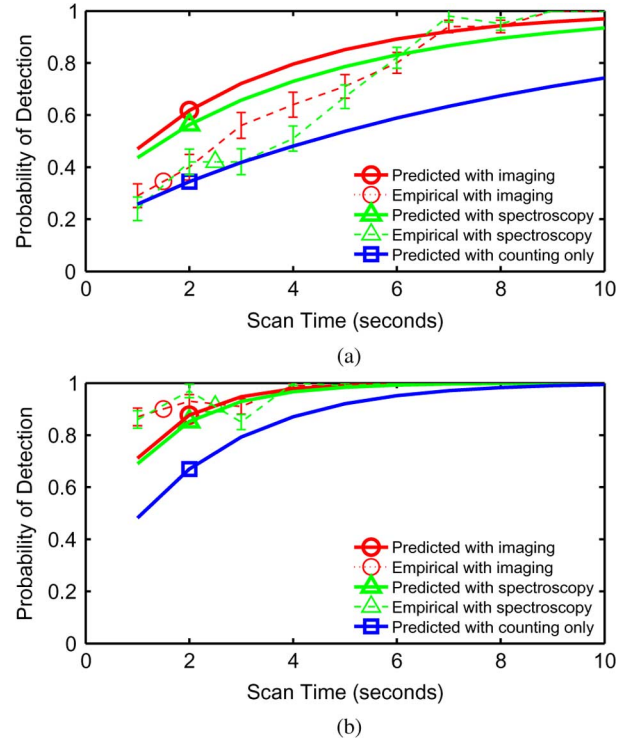 1
0.8
0.6
0.4
0.2
0
Probability of Detection
Predicted with imaging
Empirical with imaging
Predicted with spectroscopy
Empirical with spectroscopy
Predicted with counting only
0 2 4 6 8 10
Scan Time (seconds)
(a)
1
0.8
0.6
0.4
0.2
0
Probability of Detection
Predicted with imaging
Empirical with imaging
Predicted with spectroscopy
Empirical with spectroscopy
Predicted with counting only
0 2 4 6 8 10
Scan Time (seconds)
(b)